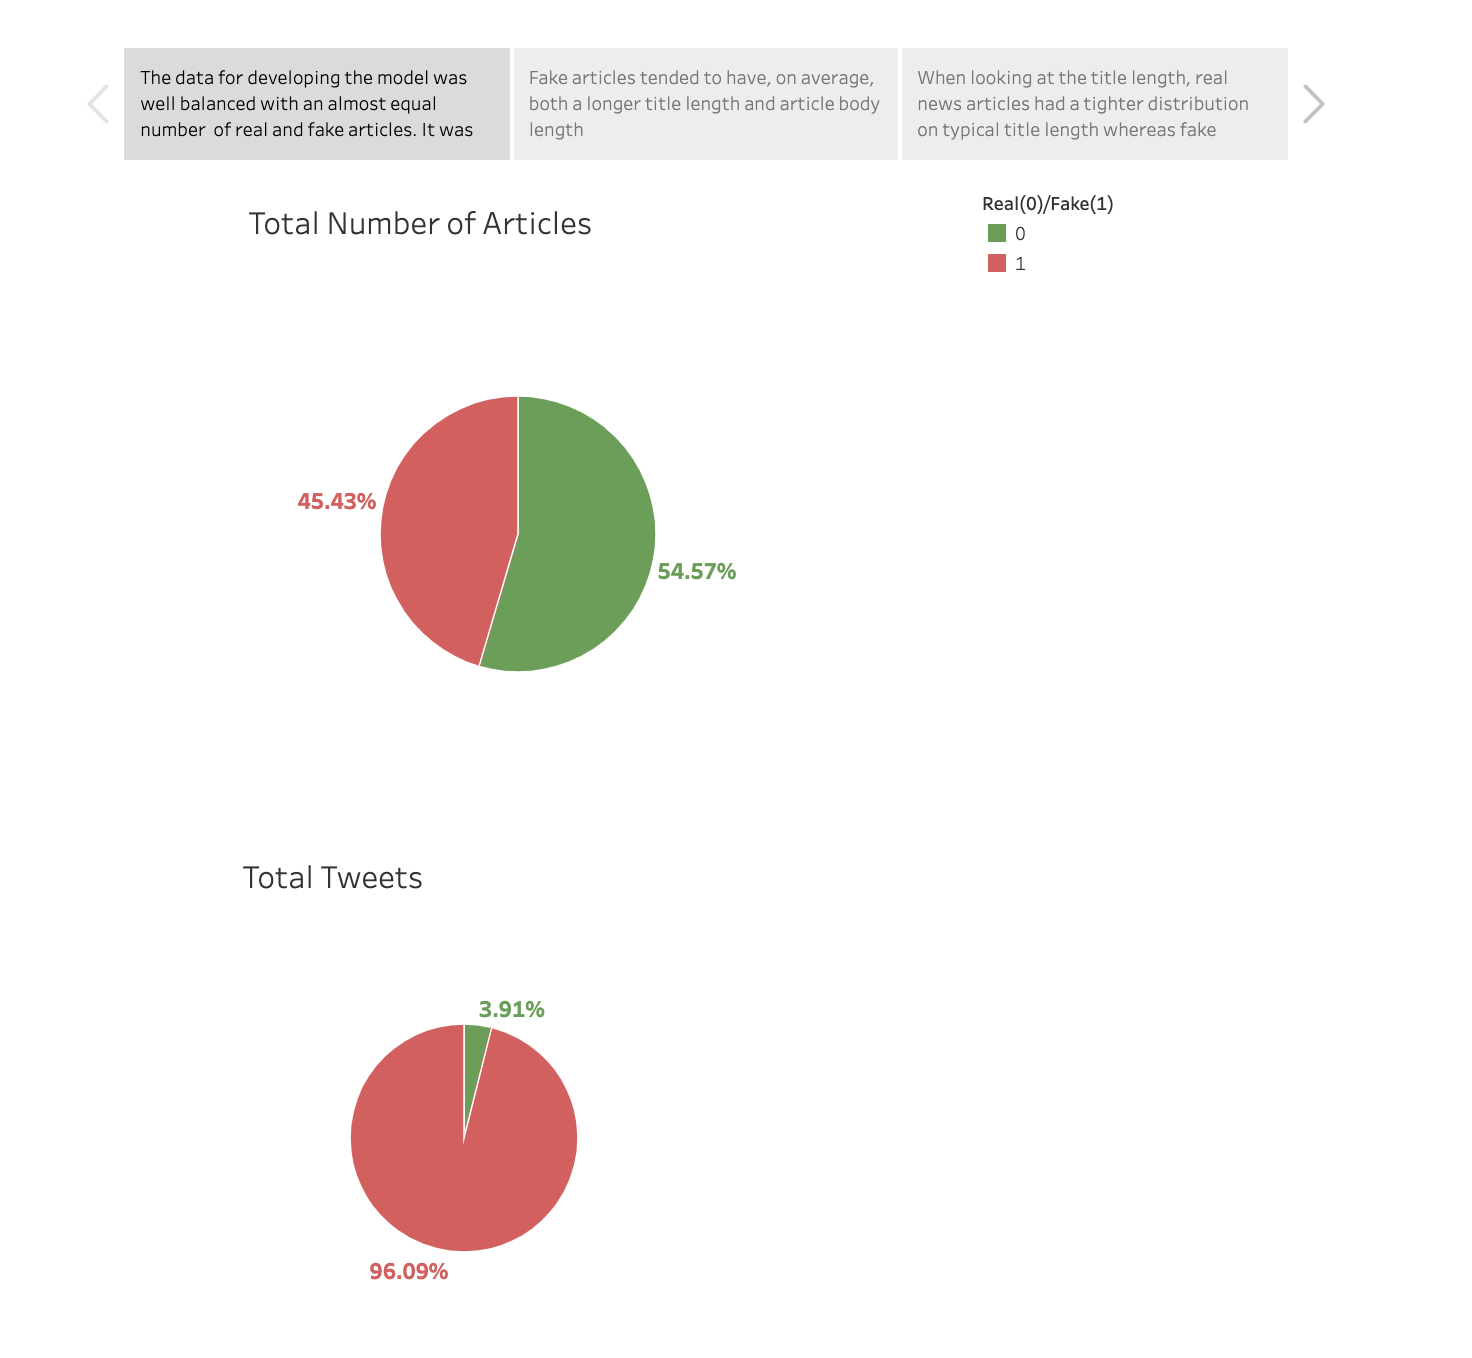 The data for developing the model was
well balanced with an almost equal
number  of real and fake articles. It was
Fake articles tended to have, on average,
both a longer title length and article body
length
When looking at the title length, real
news articles had a tighter distribution
on typical title length whereas fake
Total Number of Articles
Real(0)/Fake(1)
0
1
45.43%
54.57%
Total Tweets
3.91%
96.09%